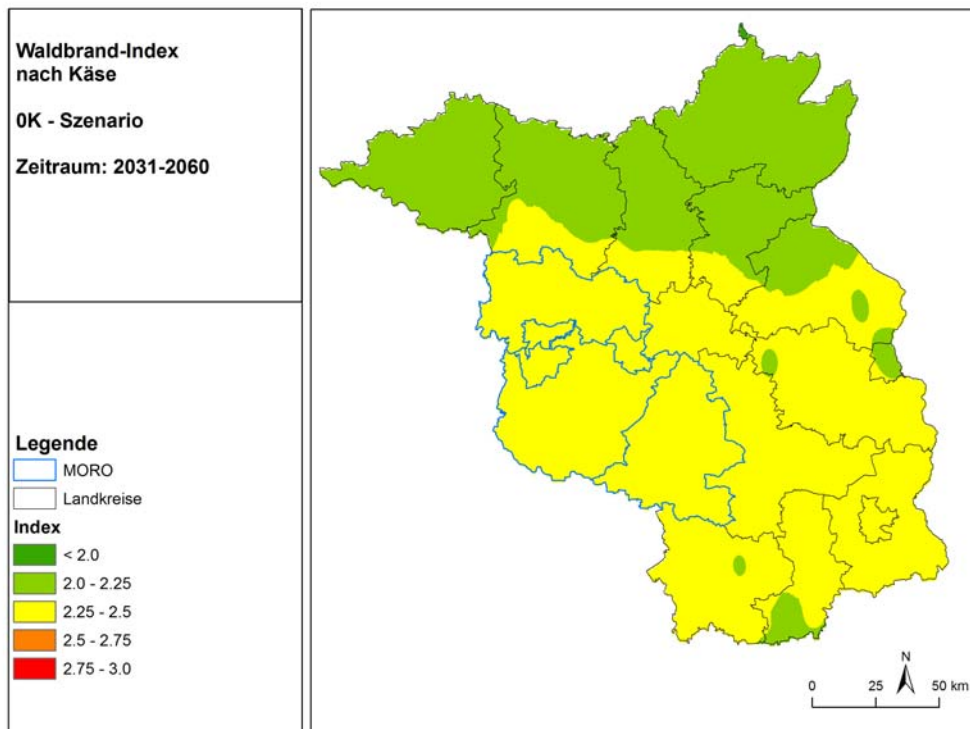 Waldbrand-Index
nach Käse
0K - Szenario
Zeitraum: 2031-2060
Legende
MORO
Landkreise
Index
< 2.0
2.0 - 2.25
2.25 - 2.5
2.5 - 2.75
2.75 - 3.0
N
0 25 50 km